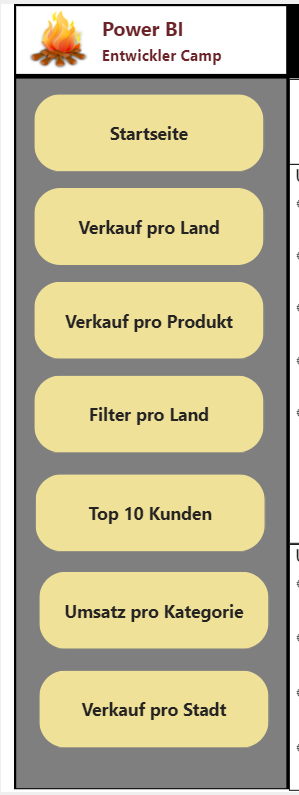 Power BI
Entwickler Camp
Startseite
Verkauf pro Land
Verkauf pro Produkt
Filter pro Land
Top 10 Kunden
Umsatz pro Kategorie
Verkauf pro Stadt